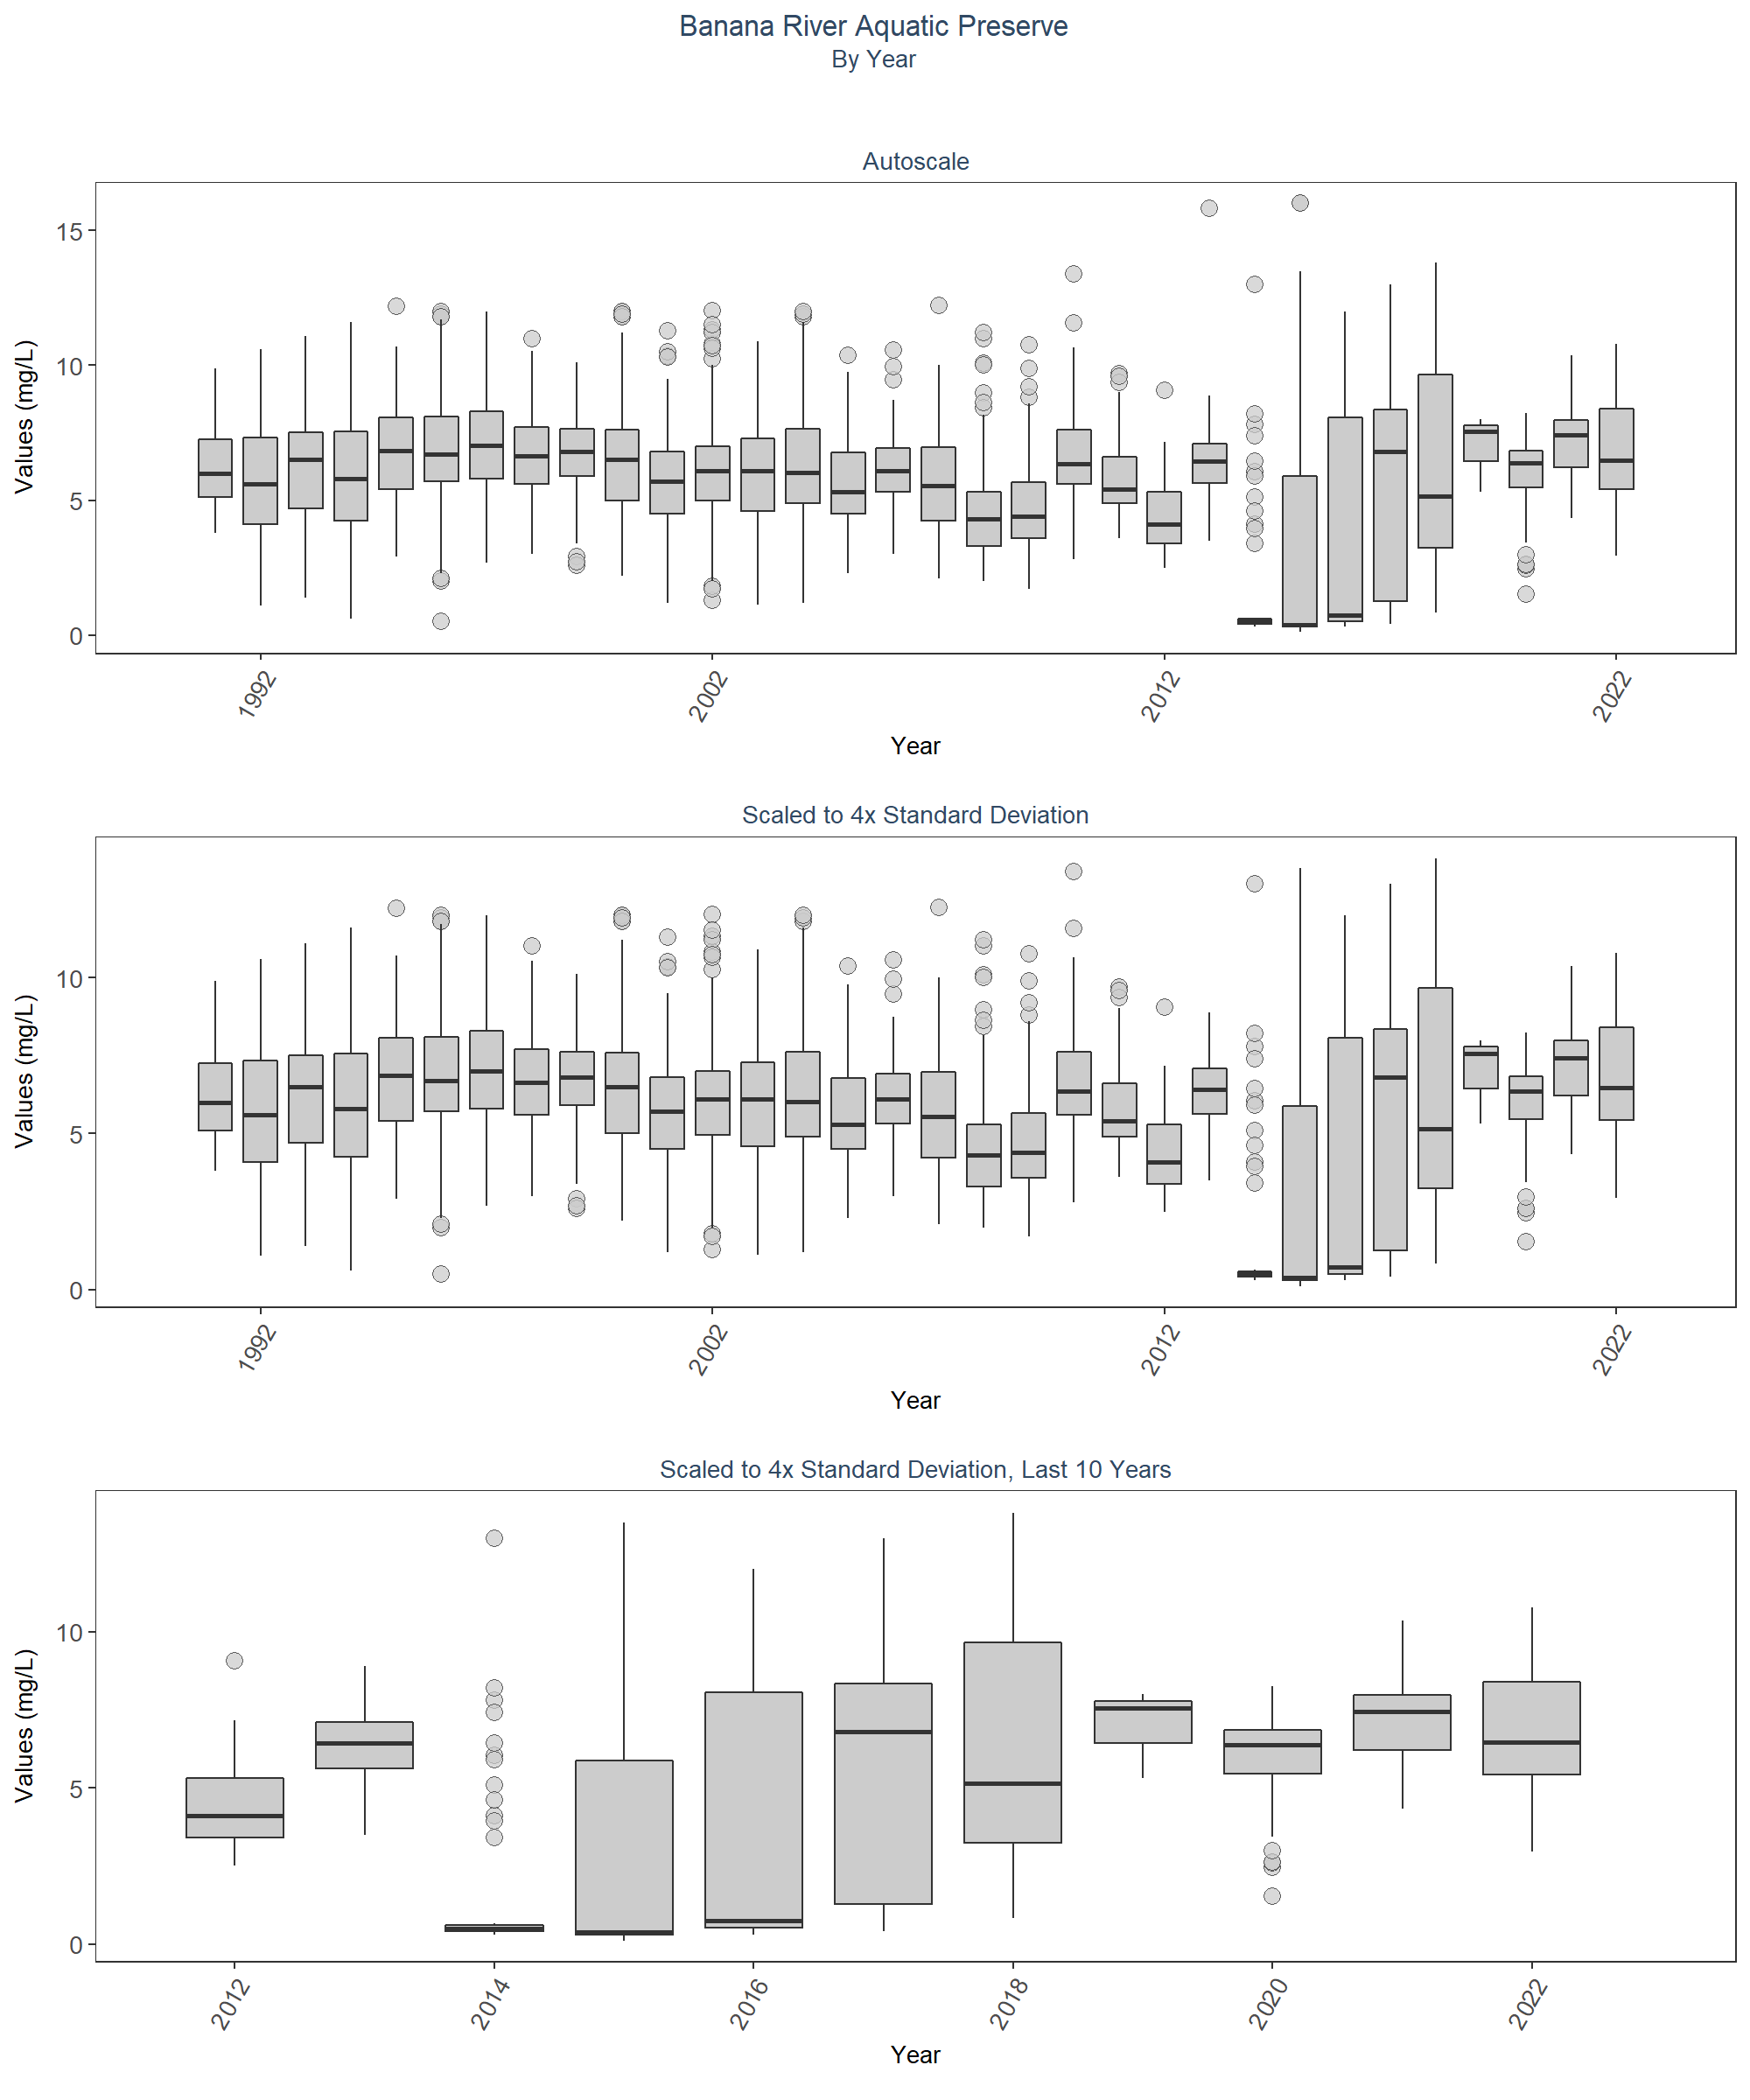 Banana River Aquatic Preserve
By Year
Autoscale
Values (mg/L)
15
10
5
0
1992
2002
2012
2022
Year
Scaled to 4x Standard Deviation
Values (mg/L)
10
5
0
1992
2002
2012
2022
Year
Scaled to 4x Standard Deviation, Last 10 Years
Values (mg/L)
10
5
0
2012
2014
2016
2018
2020
2022
Year